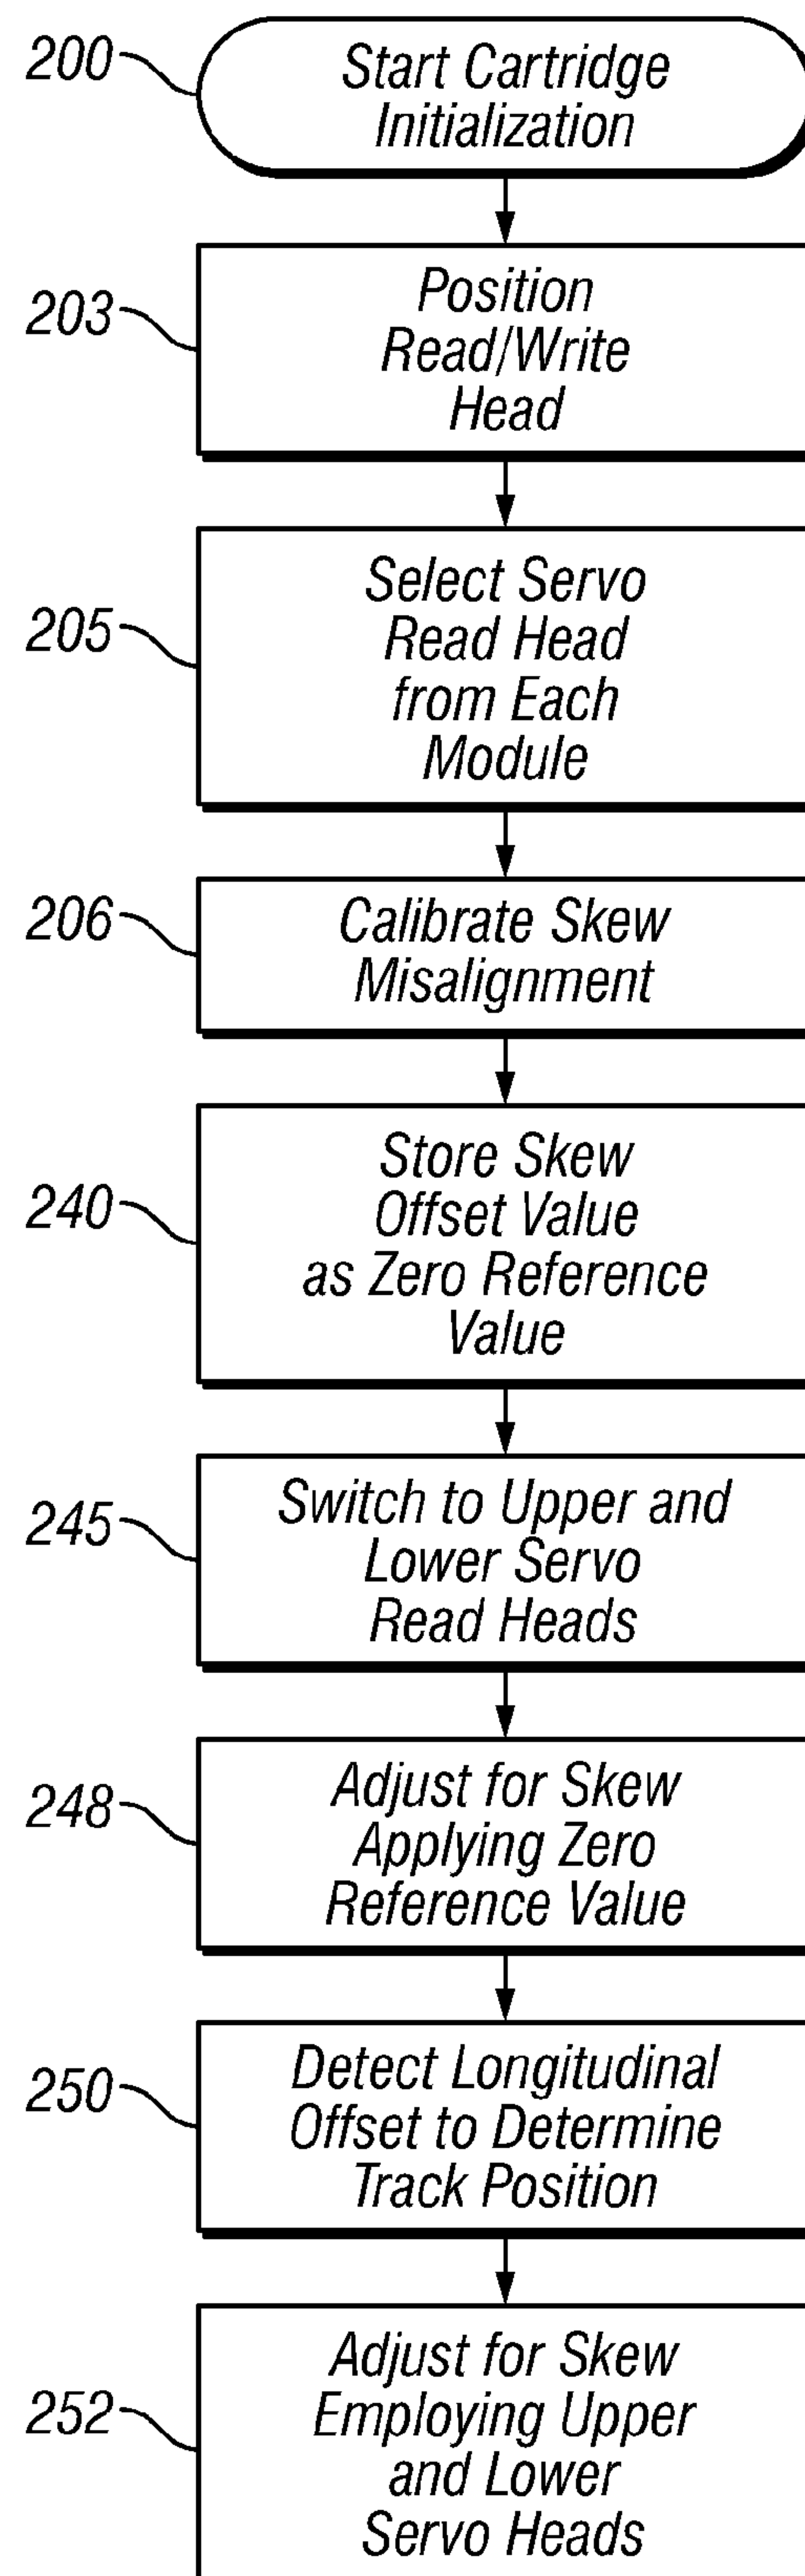 200
Start Cartridge
Initialization
203
Position
Read/Write
Head
205
Select Servo
Read Head
from Each
Module
206
Calibrate Skew
Misalignment
240
Store Skew
Offset Value
as Zero Reference
Value
245
Switch to Upper and
Lower Servo
Read Heads
248
Adjust for Skew
Applying Zero
Reference Value
250
Detect Longitudinal
Offset to Determine
Track Position
252
Adjust for Skew
Employing Upper
and Lower
Servo Heads